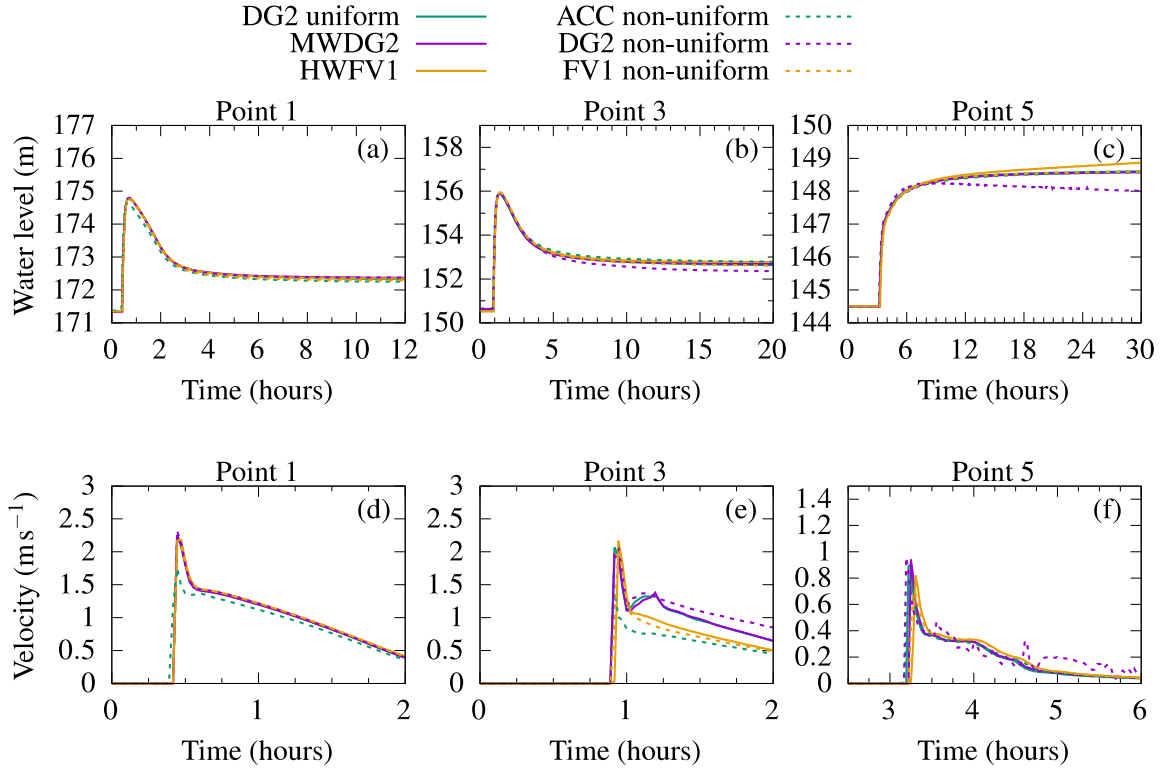 DG2 uniform
MWDG2
HWFV1
ACC non-uniform
DG2 non-uniform
FV1 non-uniform
Point 1
Point 3
Point 5
Water level (m)
177
176
175
174
173
172
171
(a)
0 2 4 6 8 10 12
Time (hours)
158
156
154
152
150
(b)
0 5 10 15 20
Time (hours)
150
149
148
147
146
145
144
(c)
0 6 12 18 24 30
Time (hours)
Point 1
Point 3
Point 5
Velocity (ms⁻¹)
3
2.5
2
1.5
1
0.5
0
(d)
0 1 2
Time (hours)
3
2.5
2
1.5
1
0.5
0
(e)
0 1 2
Time (hours)
1.4
1.2
1
0.8
0.6
0.4
0.2
0
(f)
3 4 5 6
Time (hours)